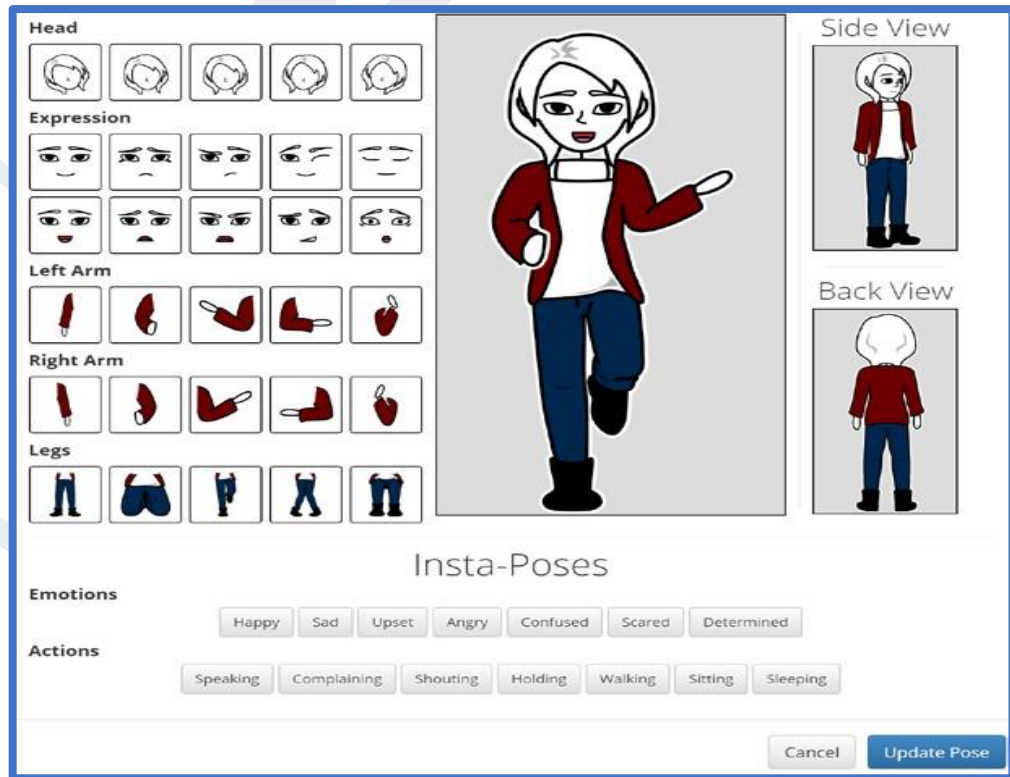 Head
Expression
Left Arm
Right Arm
Legs
Side View
Back View
Insta-Poses
Emotions
Happy Sad Upset Angry Confused Scared Determined
Actions
Speaking Complaining Shouting Holding Walking Sitting Sleeping
Cancel Update Pose